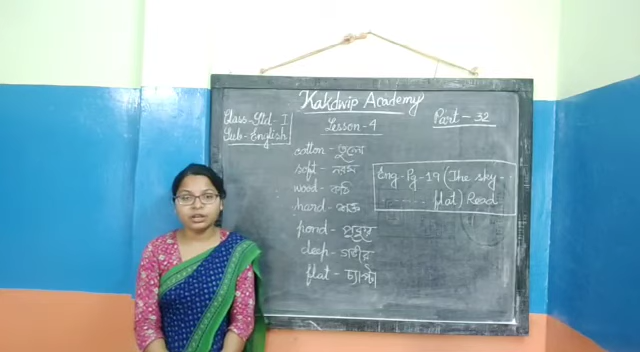 Kakdwip Academy
Class-Std-I
Sub-English
Part-32
Lesson-4
cotton - তুলো
soft - নরম
wood - কাঠ
hard - শক্ত
pond - পুকুর
deep - গভীর
flat - চ্যাপ্টা
Eng-Pg-19 (The sky - -
- - - - - - flat) Read